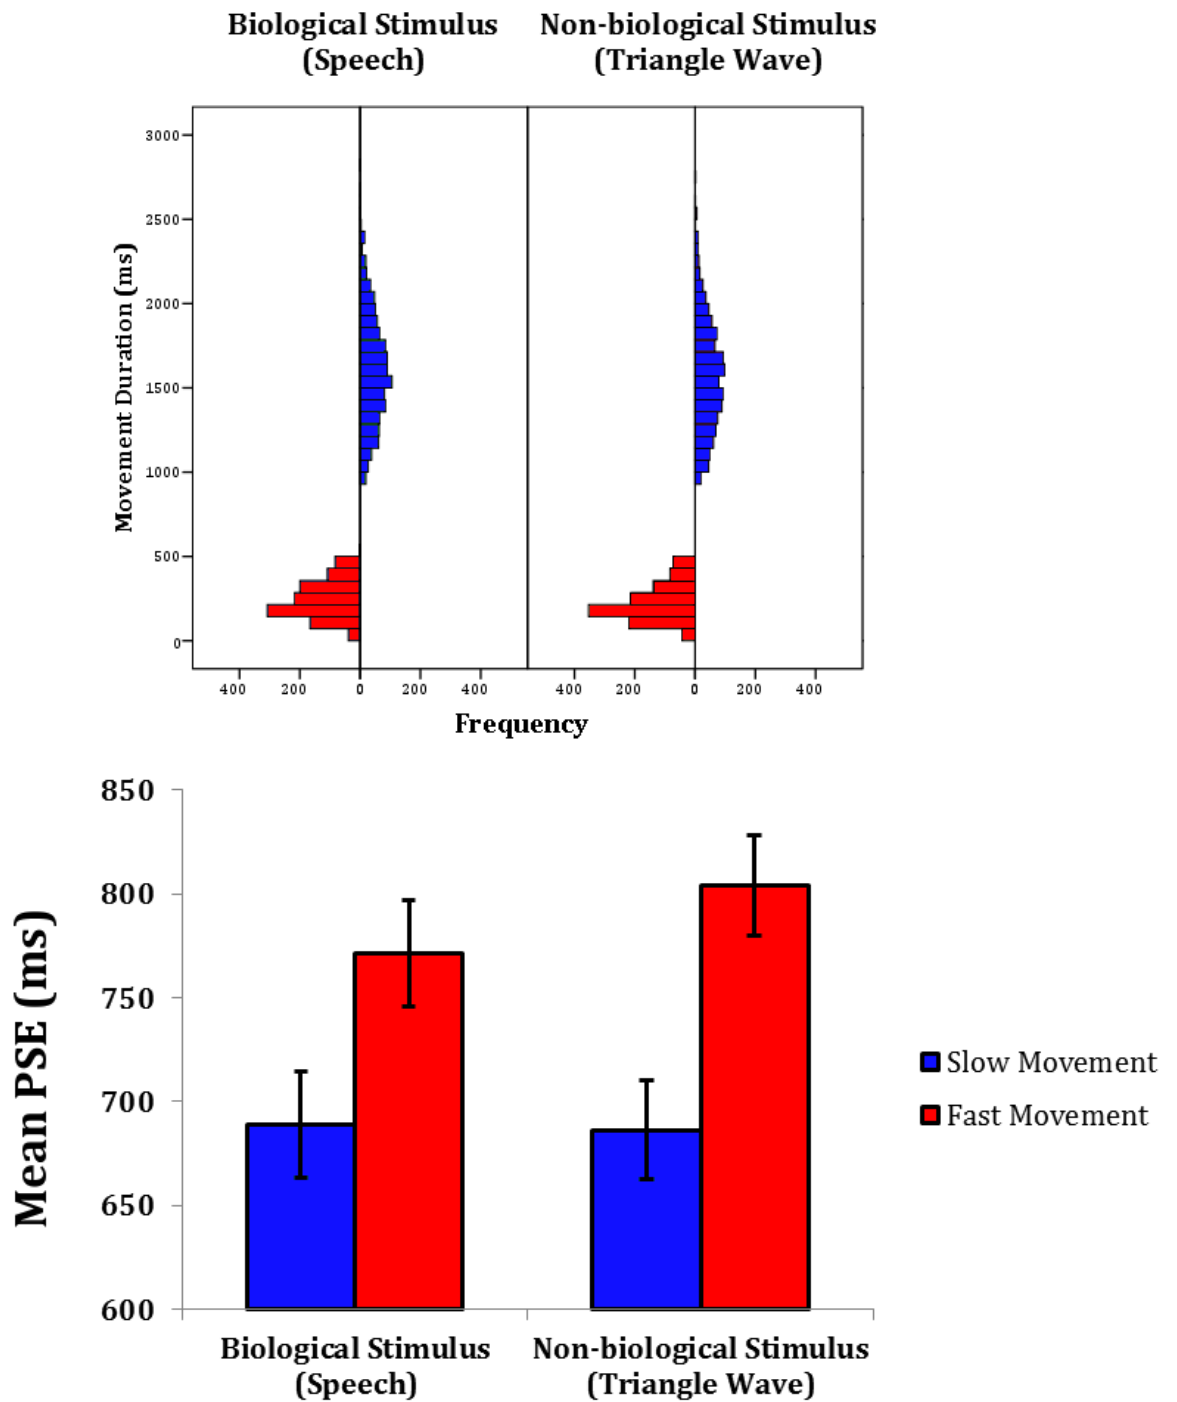 Biological Stimulus
(Speech)
Non-biological Stimulus
(Triangle Wave)
Movement Duration (ms)
3000
2500
2000
1500
1000
500
0
400 200 0 200 400
400 200 0 200 400
Frequency
Mean PSE (ms)
850
800
750
700
650
600
Slow Movement
Fast Movement
Biological Stimulus
(Speech)
Non-biological Stimulus
(Triangle Wave)